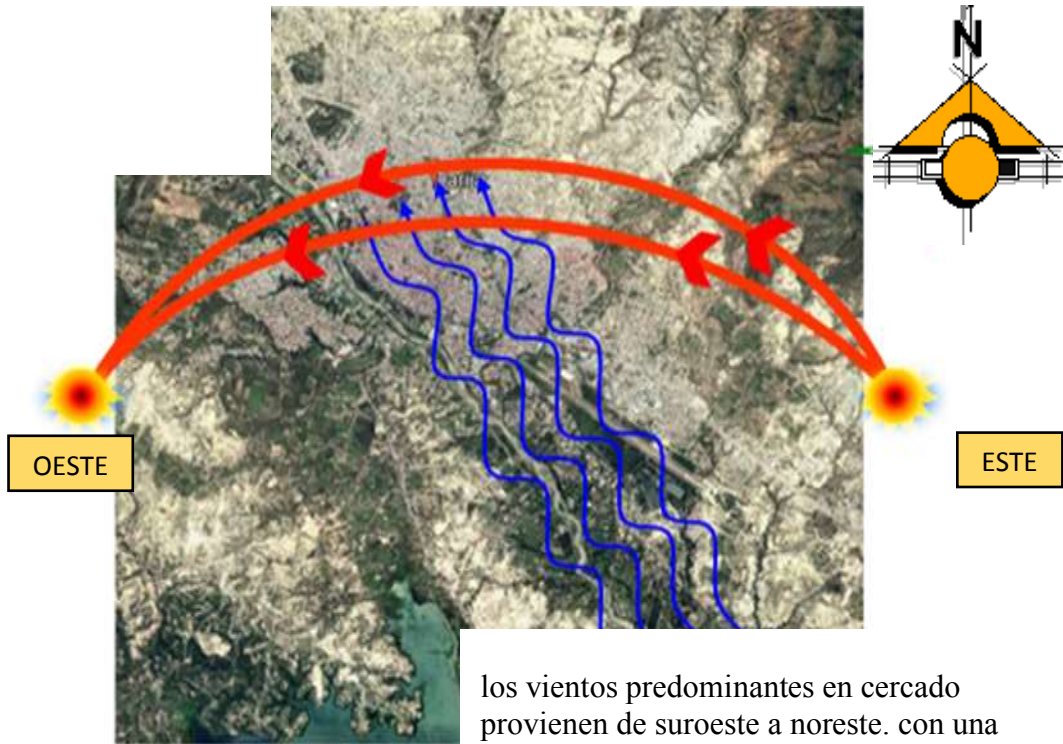 N
OESTE
ESTE
los vientos predominantes en cercado
provienen de suroeste a noreste. con una